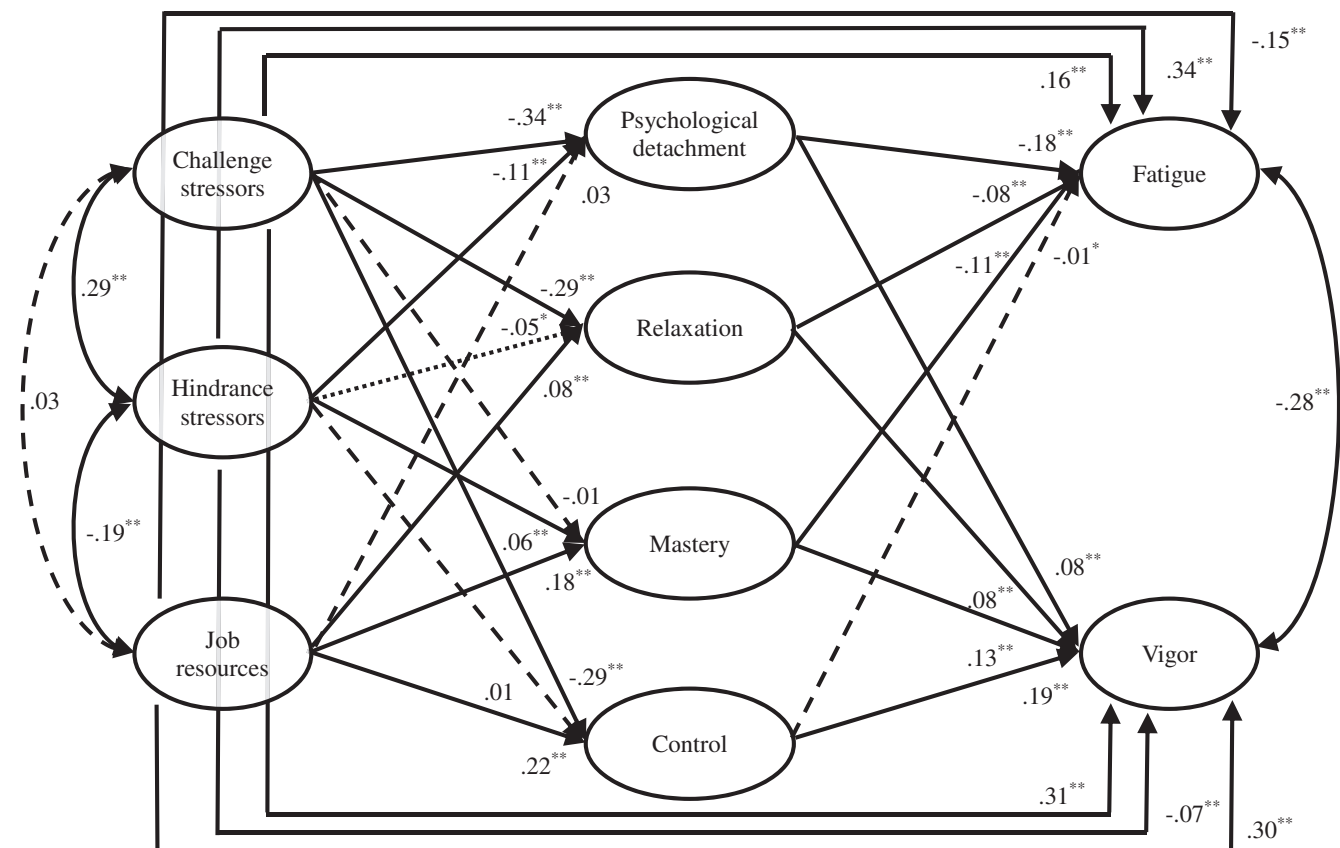 -.15**
.34**
.16**
Challenge
stressors
-.34**
Psychological
detachment
-.18**
Fatigue
-.11**
.03
-.08**
-.11**
-.01*
.29**
-.29**
-.05*
Relaxation
Hindrance
stressors
.08**
.03
-.28**
-.01
-.19**
.06**
Mastery
.18**
.08**
.08**
Job
resources
.13**
Vigor
-.29**
.01
.19**
Control
.22**
.31**
-.07**
.30**